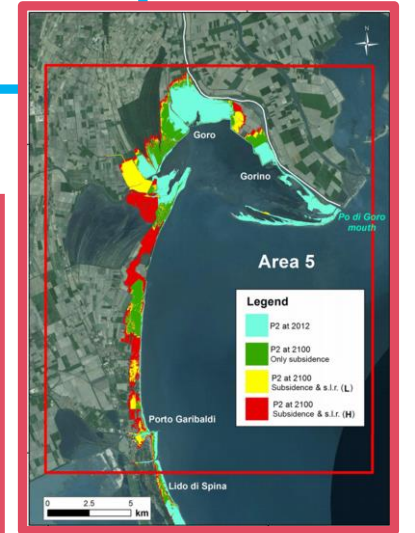 N
Goro
Gorino
Po di Goro
mouth
Area 5
Legend
P2 at 2012
P2 at 2100
Only subsidence
P2 at 2100
Subsidence & s.l.r. (L)
P2 at 2100
Subsidence & s.l.r. (H)
Porto Garibaldi
Lido di Spina
0 2.5 5
km